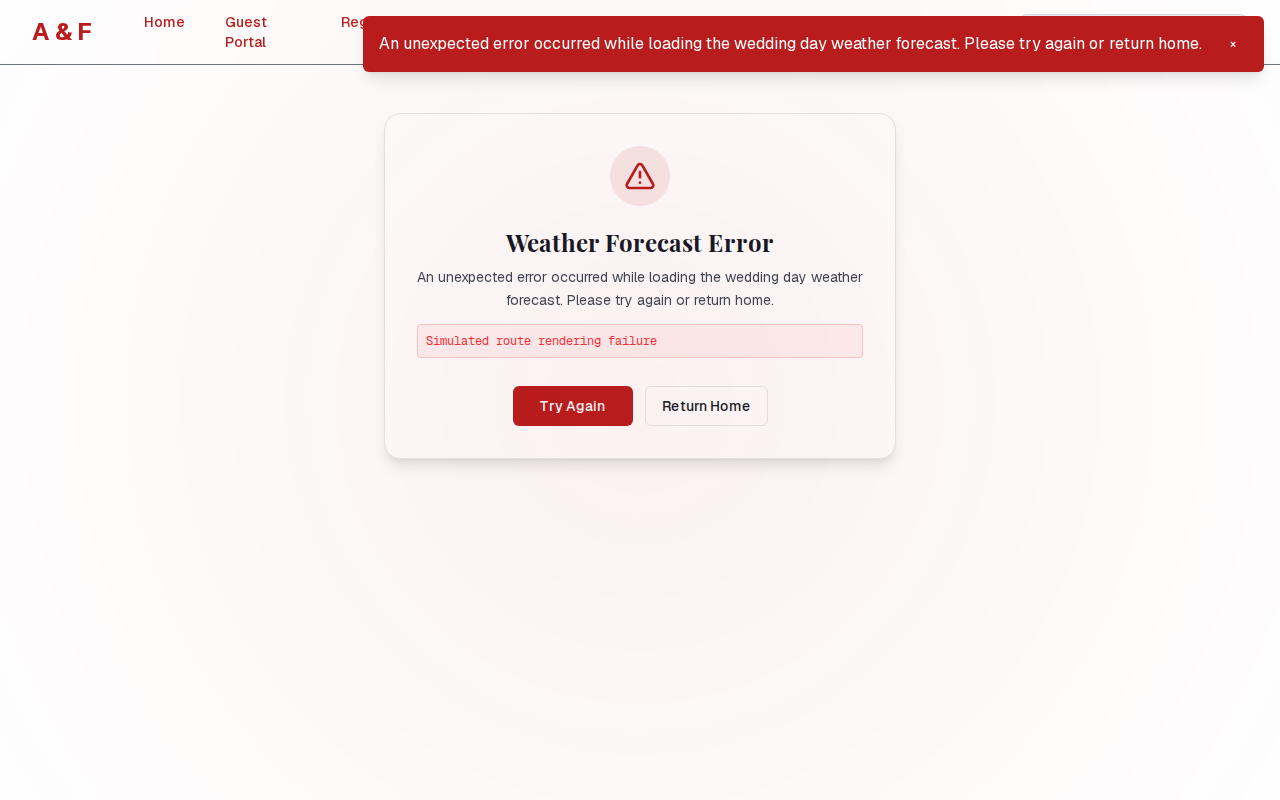 A & F
Home
Guest
Portal
An unexpected error occurred while loading the wedding day weather forecast. Please try again or return home.
×
Weather Forecast Error
An unexpected error occurred while loading the wedding day weather
forecast. Please try again or return home.
Simulated route rendering failure
Try Again
Return Home